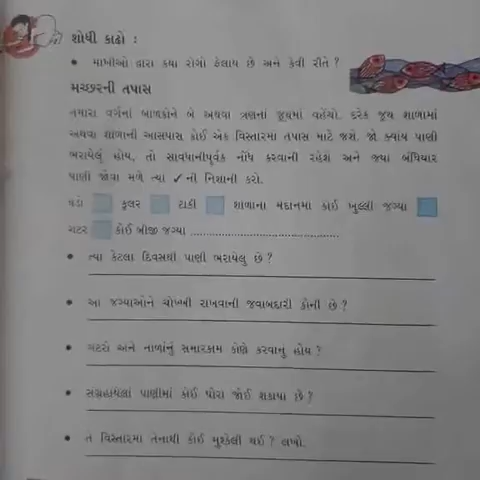 શોધી કાઢો :
• માખીઓ દ્વારા કયા રોગો ફેલાય છે અને કેવી રીતે ?
મચ્છરની તપાસ
તમારા વર્ગનાં બાળકોને બે અથવા ત્રણનાં જૂથમાં વહેંચો. દરેક જૂથ શાળામાં
અથવા શાળાની આસપાસ કોઈ એક વિસ્તારમાં તપાસ માટે જશે. જો ક્યાંય પાણી
ભરાયેલું હોય, તો સાવધાનીપૂર્વક નોંધ કરવાની રહેશે અને જ્યાં બંધિયાર
પાણી જોવા મળે ત્યાં ✓ની નિશાની કરો.
ઘડો કૂલર ટાંકી શાળાના મેદાનમાં કોઈ ખુલ્લી જગ્યા
ગટર કોઈ બીજી જગ્યા ........................................
• ત્યાં કેટલા દિવસથી પાણી ભરાયેલું છે ?
• આ જગ્યાઓને ચોખ્ખી રાખવાની જવાબદારી કોની છે ?
• ગટરો અને નાળાંનું સમારકામ કોણે કરવાનું હોય ?
• સંગ્રહાયેલાં પાણીમાં કોઈ પોરા જોઈ શકાયા છે ?
• તે વિસ્તારમાં તેનાથી કોઈ મુશ્કેલી થઈ ? લખો.